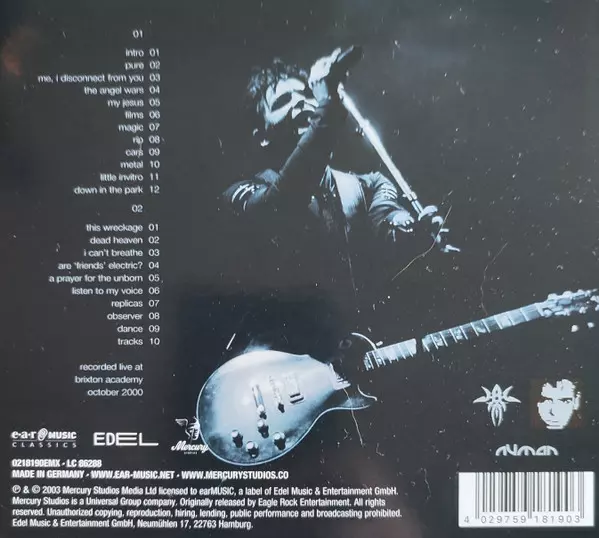 01
intro 01
pure 02
me, i disconnect from you 03
the angel wars 04
my jesus 05
films 06
magic 07
rip 08
cars 09
metal 10
little invitro 11
down in the park 12
02
this wreckage 01
dead heaven 02
i can't breathe 03
are 'friends' electric? 04
a prayer for the unborn 05
listen to my voice 06
replicas 07
observer 08
dance 09
tracks 10
recorded live at
brixton academy
october 2000
e·a·r MUSIC
CLASSICS
EDEL
Mercury
STUDIOS
numan
0218190EMX - LC 86288
MADE IN GERMANY - WWW.EAR-MUSIC.NET - WWW.MERCURYSTUDIOS.CO
℗ & © 2003 Mercury Studios Media Ltd licensed to earMUSIC, a label of Edel Music & Entertainment GmbH.
Mercury Studios is a Universal Group company. Originally released by Eagle Rock Entertainment. All rights
reserved. Unauthorized copying, reproduction, hiring, lending, public performance and broadcasting prohibited.
Edel Music & Entertainment GmbH, Neumühlen 17, 22763 Hamburg.
4 029759 181903